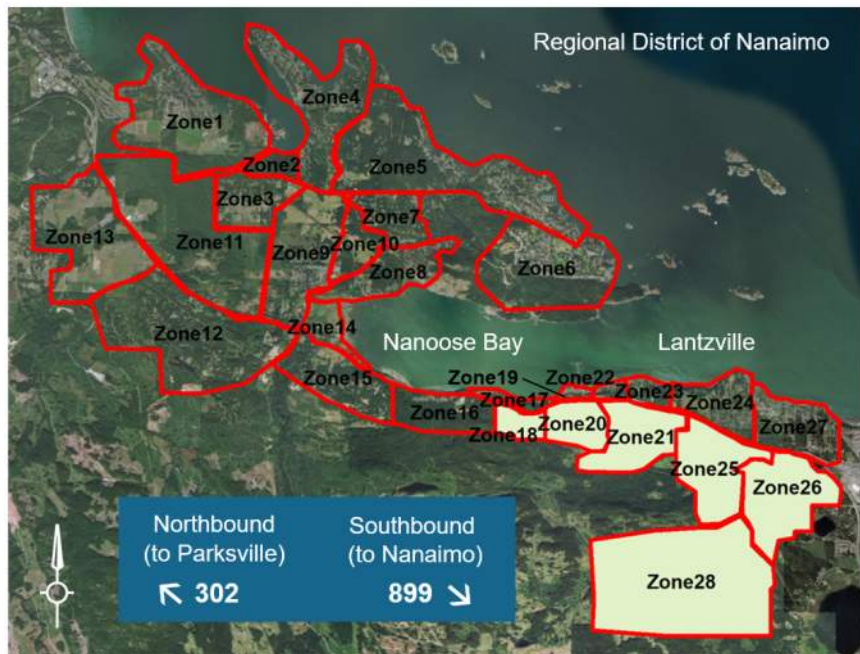 Regional District of Nanaimo
Zone4
Zone1
Zone2
Zone5
Zone3
Zone7
Zone13
Zone11
Zone9
Zone10
Zone8
Zone6
Zone12
Zone14
Nanoose Bay
Lantzville
Zone15
Zone19
Zone22
Zone16
Zone17
Zone23
Zone24
Zone18
Zone20
Zone21
Zone27
Zone25
Zone26
Northbound
(to Parksville)
302
Southbound
(to Nanaimo)
899
Zone28